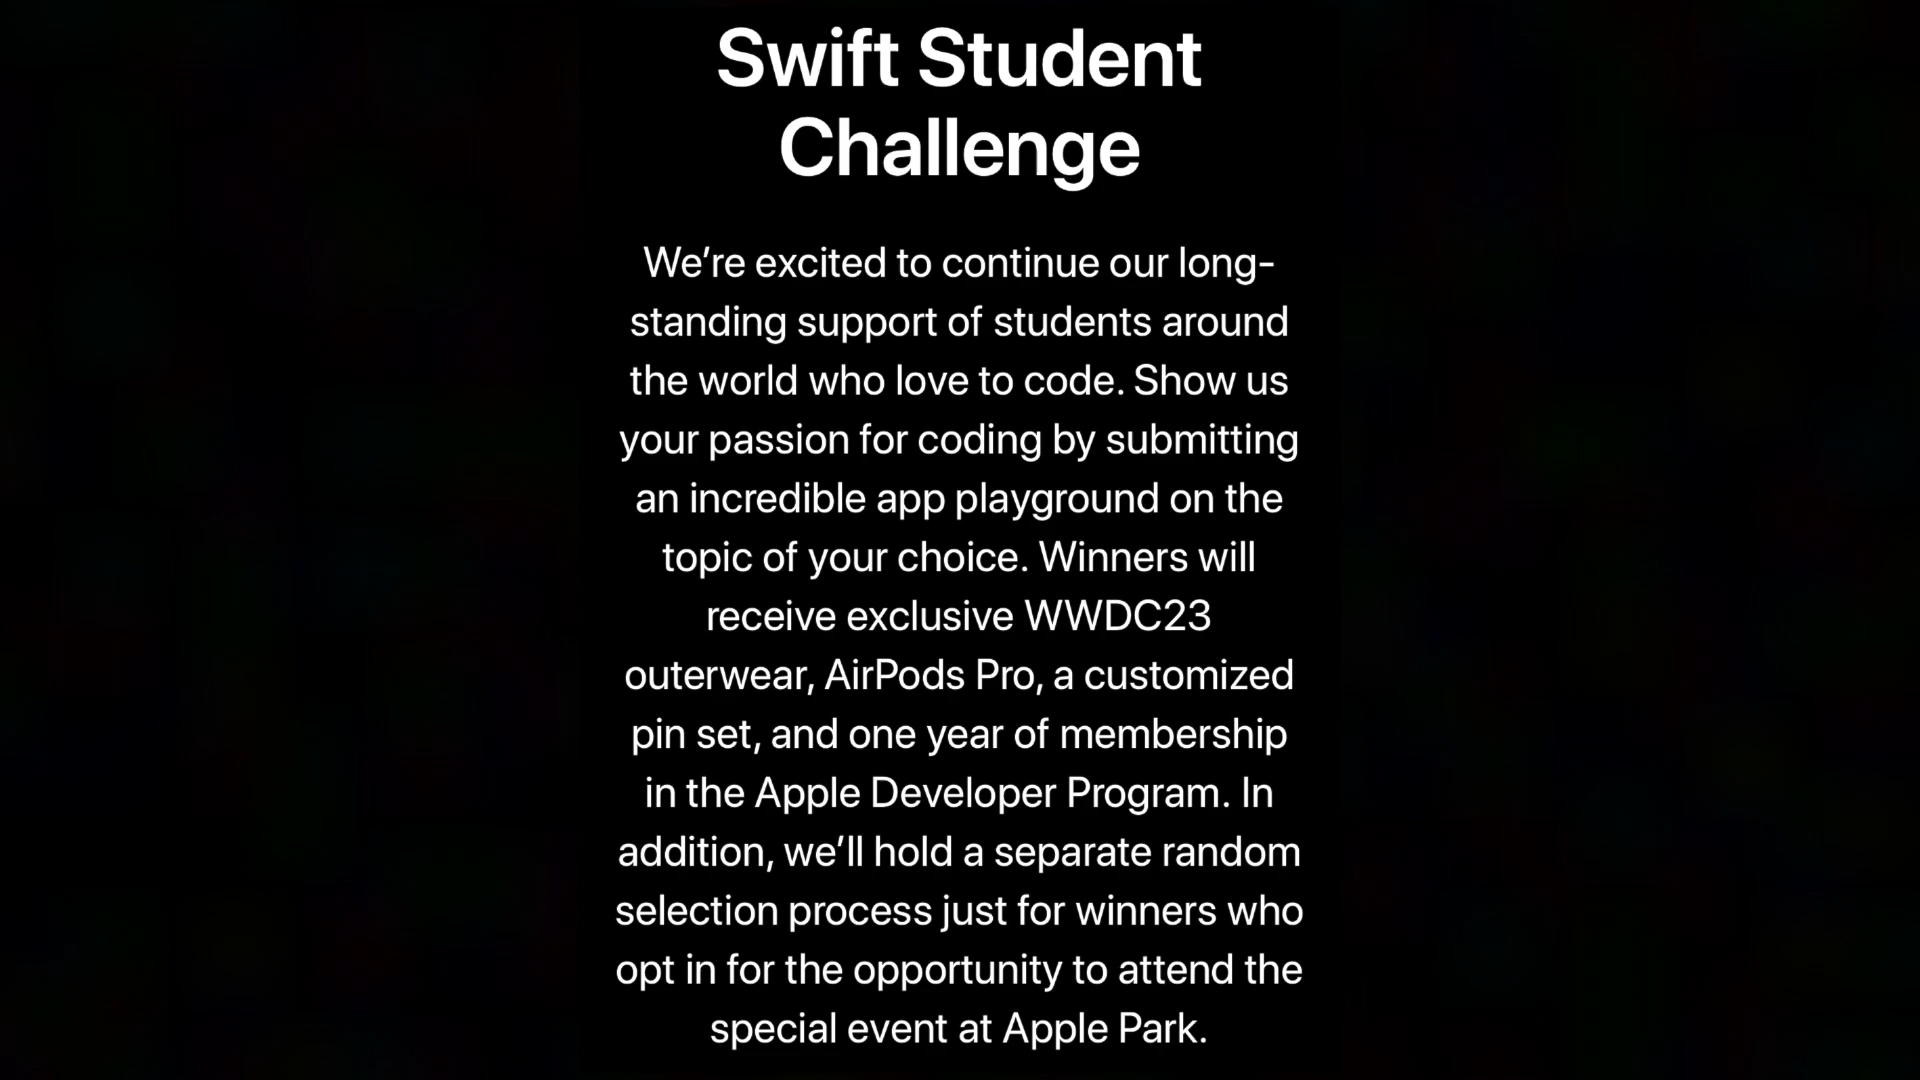 Swift Student
Challenge
We’re excited to continue our long-
standing support of students around
the world who love to code. Show us
your passion for coding by submitting
an incredible app playground on the
topic of your choice. Winners will
receive exclusive WWDC23
outerwear, AirPods Pro, a customized
pin set, and one year of membership
in the Apple Developer Program. In
addition, we’ll hold a separate random
selection process just for winners who
opt in for the opportunity to attend the
special event at Apple Park.